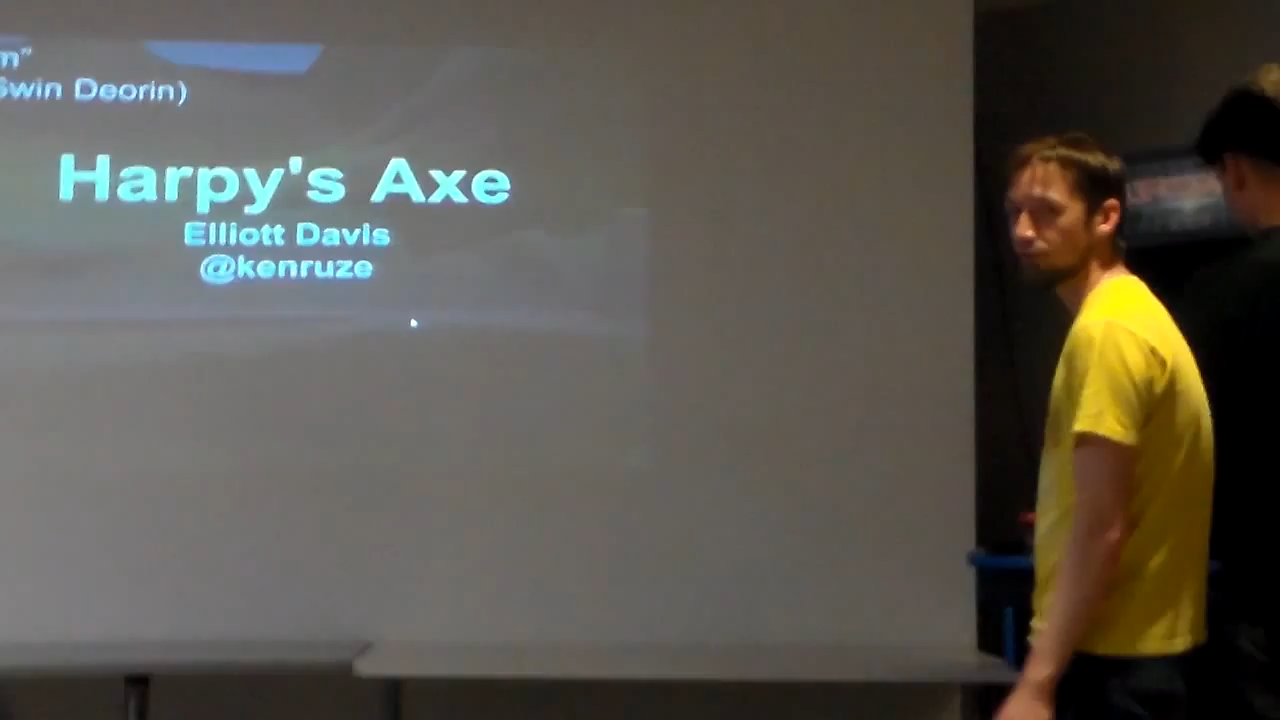 m"
Swin Deorin)
Harpy's Axe
Elliott Davis
@kenruze